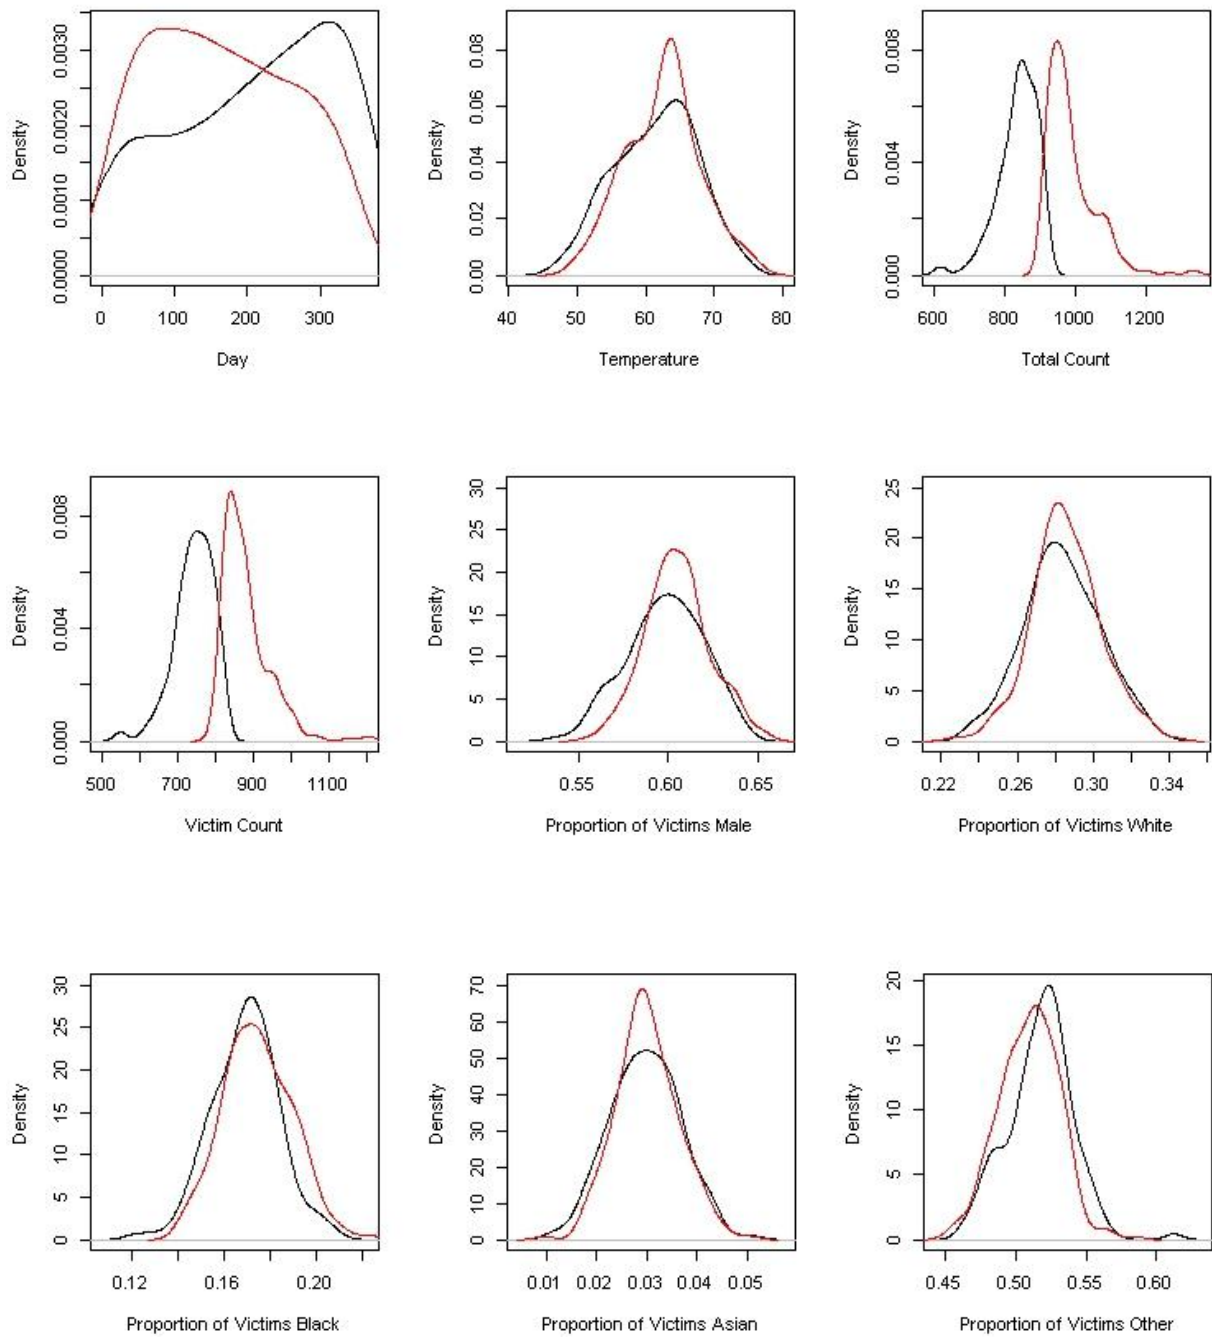 0.0000 0.0010 0.0020 0.0030
Density
0 100 200 300
Day
0.00 0.02 0.04 0.06 0.08
Density
40 50 60 70 80
Temperature
0.000 0.004 0.008
Density
600 800 1000 1200
Total Count
0.000 0.004 0.008
Density
500 700 900 1100
Victim Count
0 5 10 15 20 25 30
Density
0.55 0.60 0.65
Proportion of Victims Male
0 5 10 15 20 25
Density
0.22 0.26 0.30 0.34
Proportion of Victims White
0 5 10 15 20 25 30
Density
0.12 0.16 0.20
Proportion of Victims Black
0 10 20 30 40 50 60 70
Density
0.01 0.02 0.03 0.04 0.05
Proportion of Victims Asian
0 5 10 15 20
Density
0.45 0.50 0.55 0.60
Proportion of Victims Other